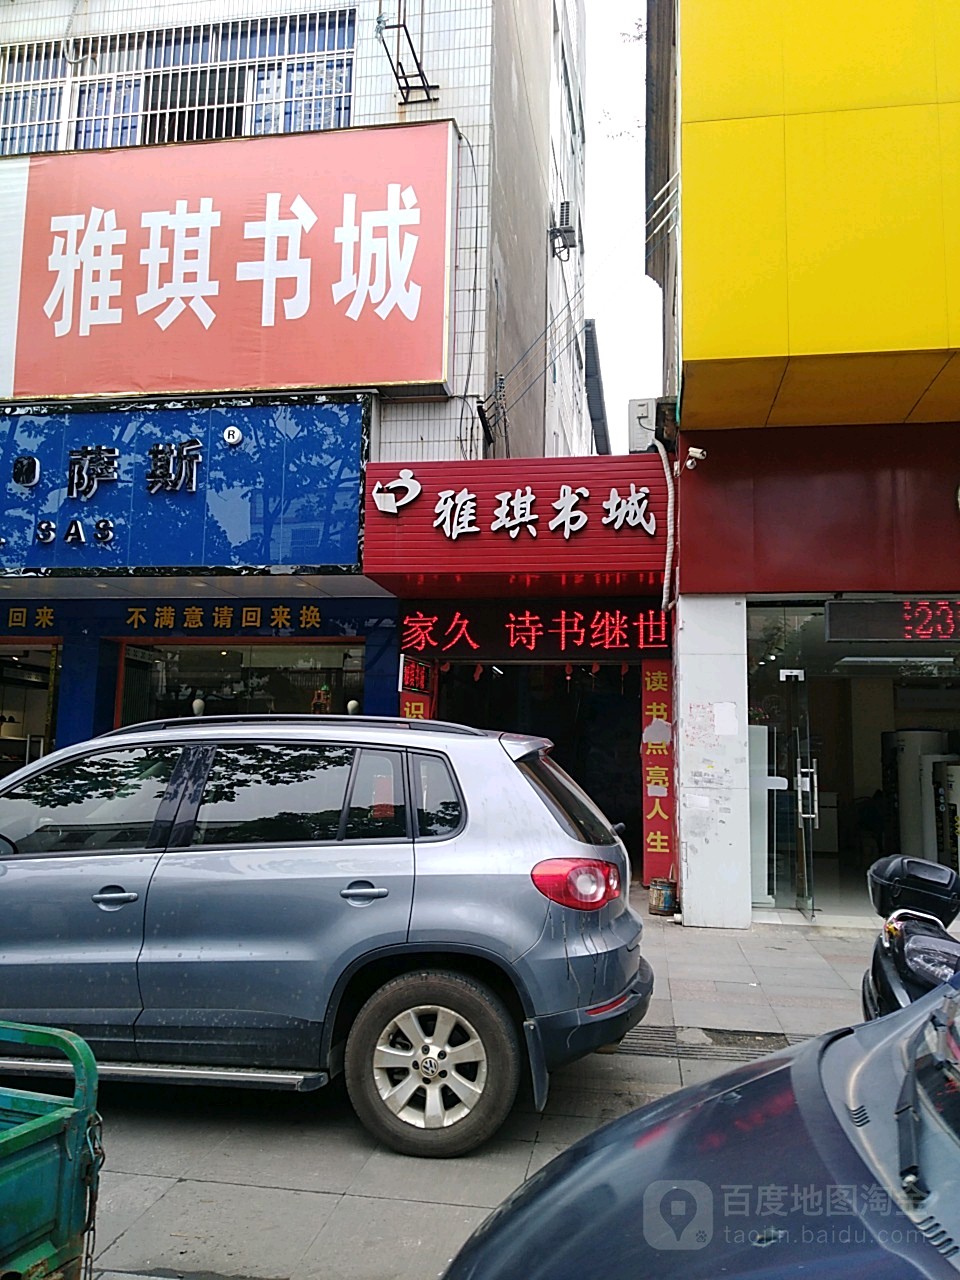 雅琪书城
萨斯®
SAS
雅琪书城
回来
不满意请回来换
家久 诗书继世
识
读书点亮人生
23
百度地图淘金
taojin.baidu.com